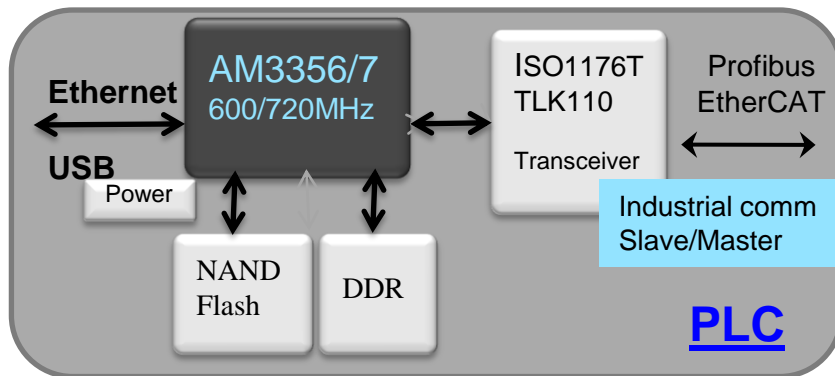 AM3356/7
600/720MHz
Ethernet
USB
Power
ISO1176T
TLK110
Transceiver
Profibus
EtherCAT
Industrial comm
Slave/Master
NAND
Flash
DDR
PLC